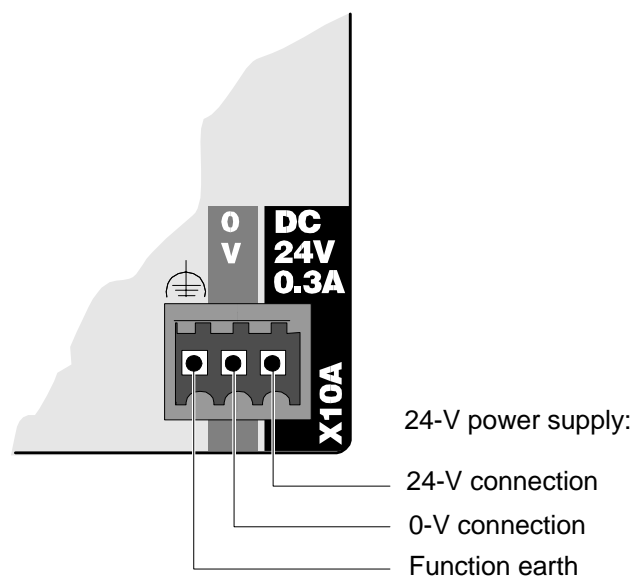 0
V
DC
24V
0.3A
X10A
24-V power supply:
24-V connection
0-V connection
Function earth